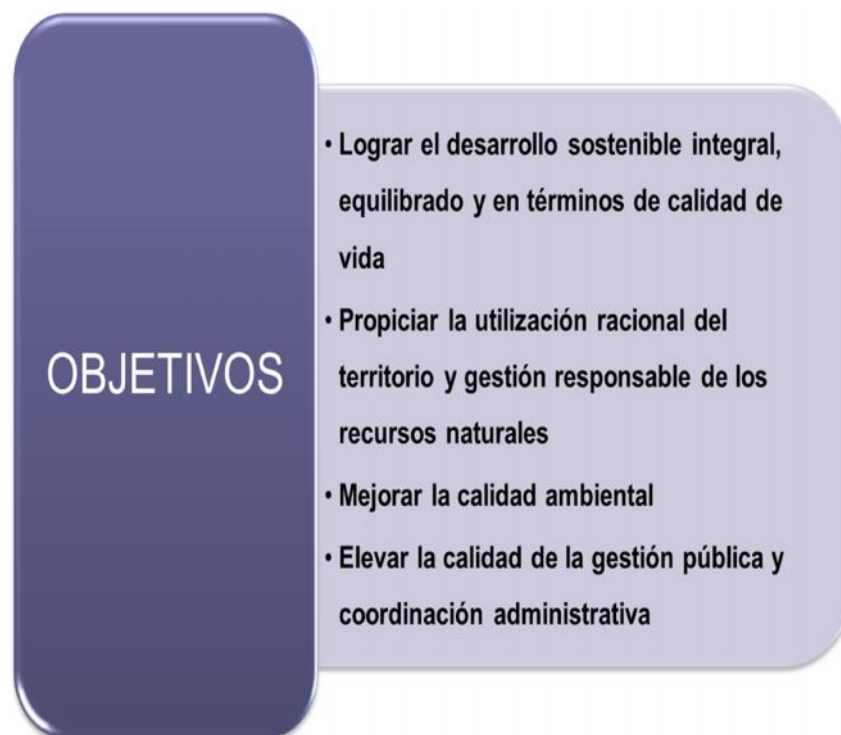 OBJETIVOS
• Lograr el desarrollo sostenible integral,
equilibrado y en términos de calidad de
vida
• Propiciar la utilización racional del
territorio y gestión responsable de los
recursos naturales
• Mejorar la calidad ambiental
• Elevar la calidad de la gestión pública y
coordinación administrativa